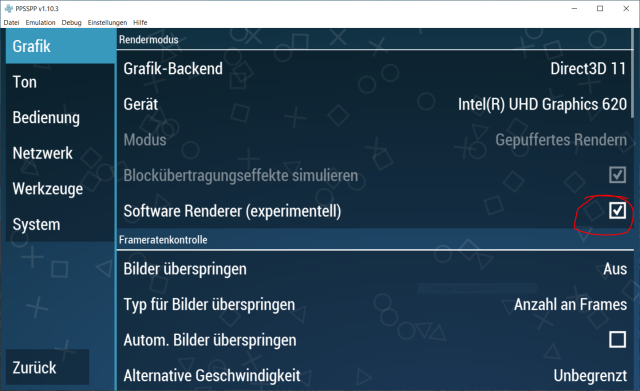 PPSSPP v1.10.3
Datei Emulation Debug Einstellungen Hilfe
Grafik
Ton
Bedienung
Netzwerk
Werkzeuge
System
Zurück
Rendermodus
Grafik-Backend Direct3D 11
Gerät Intel(R) UHD Graphics 620
Modus Gepuffertes Rendern
Blockübertragungseffekte simulieren
Software Renderer (experimentell)
Frameratenkontrolle
Bilder überspringen Aus
Typ für Bilder überspringen Anzahl an Frames
Autom. Bilder überspringen
Alternative Geschwindigkeit Unbegrenzt